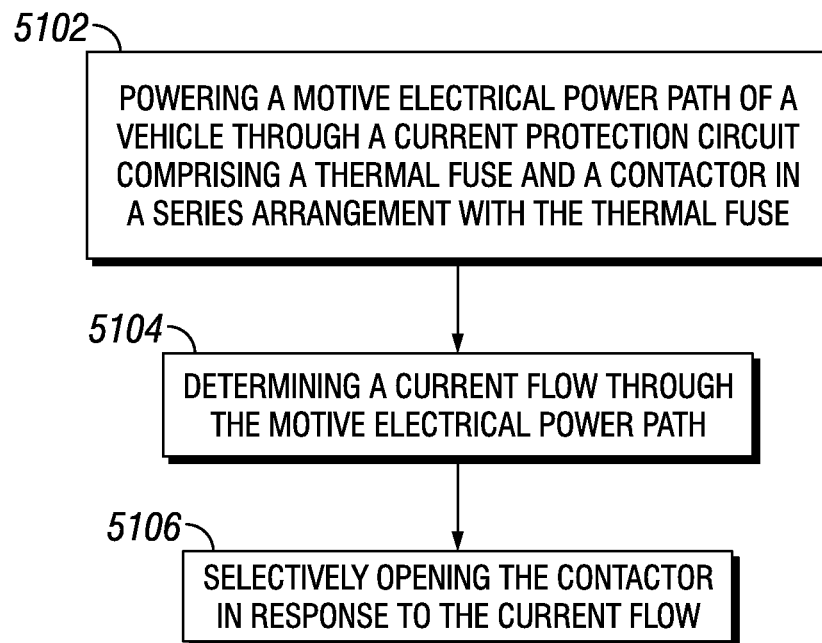 5102
POWERING A MOTIVE ELECTRICAL POWER PATH OF A
VEHICLE THROUGH A CURRENT PROTECTION CIRCUIT
COMPRISING A THERMAL FUSE AND A CONTACTOR IN
A SERIES ARRANGEMENT WITH THE THERMAL FUSE
5104
DETERMINING A CURRENT FLOW THROUGH
THE MOTIVE ELECTRICAL POWER PATH
5106
SELECTIVELY OPENING THE CONTACTOR
IN RESPONSE TO THE CURRENT FLOW